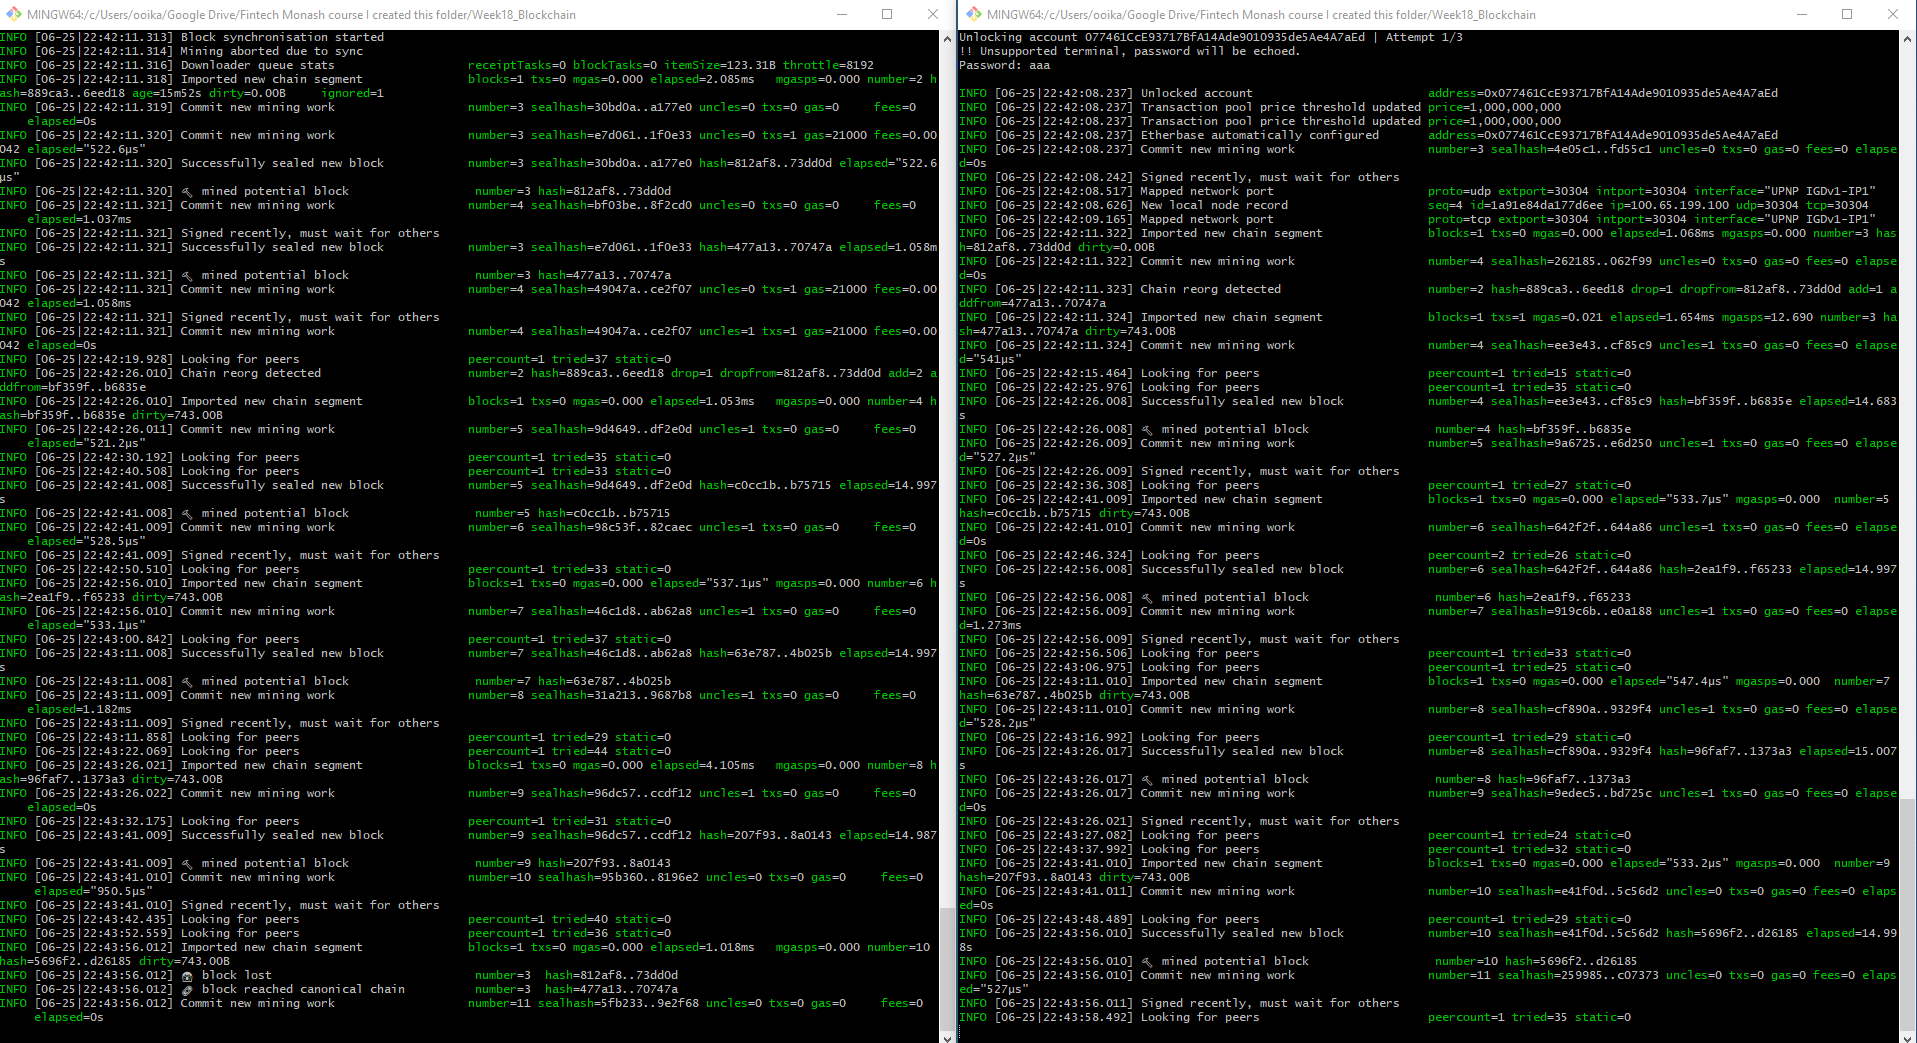 MINGW64:/c/Users/ooika/Google Drive/Fintech Monash course I created this folder/Week18_Blockchain
INFO [06-25|22:42:11.313] Block synchronisation started
INFO [06-25|22:42:11.314] Mining aborted due to sync
INFO [06-25|22:42:11.316] Downloader queue stats receiptTasks=0 blockTasks=0 itemSize=123.31B throttle=8192
INFO [06-25|22:42:11.318] Imported new chain segment blocks=1 txs=0 mgas=0.000 elapsed=2.085ms mgasps=0.000 number=2 h
ash=889ca3..6eed18 age=15m52s dirty=0.00B ignored=1
INFO [06-25|22:42:11.319] Commit new mining work number=3 sealhash=30bd0a..a177e0 uncles=0 txs=0 gas=0 fees=0
elapsed=0s
INFO [06-25|22:42:11.320] Commit new mining work number=3 sealhash=e7d061..1f0e33 uncles=0 txs=1 gas=21000 fees=0.00
042 elapsed="522.6µs"
INFO [06-25|22:42:11.320] Successfully sealed new block number=3 sealhash=30bd0a..a177e0 hash=812af8..73dd0d elapsed="522.6
µs"
INFO [06-25|22:42:11.320] 🔨 mined potential block number=3 hash=812af8..73dd0d
INFO [06-25|22:42:11.321] Commit new mining work number=4 sealhash=bf03be..8f2cd0 uncles=0 txs=0 gas=0 fees=0
elapsed=1.037ms
INFO [06-25|22:42:11.321] Signed recently, must wait for others
INFO [06-25|22:42:11.321] Successfully sealed new block number=3 sealhash=e7d061..1f0e33 hash=477a13..70747a elapsed=1.058m
s
INFO [06-25|22:42:11.321] 🔨 mined potential block number=3 hash=477a13..70747a
INFO [06-25|22:42:11.321] Commit new mining work number=4 sealhash=49047a..ce2f07 uncles=0 txs=1 gas=21000 fees=0.00
042 elapsed=1.058ms
INFO [06-25|22:42:11.321] Signed recently, must wait for others
INFO [06-25|22:42:11.321] Commit new mining work number=4 sealhash=49047a..ce2f07 uncles=1 txs=1 gas=21000 fees=0.00
042 elapsed=0s
INFO [06-25|22:42:19.928] Looking for peers peercount=1 tried=37 static=0
INFO [06-25|22:42:26.010] Chain reorg detected number=2 hash=889ca3..6eed18 drop=1 dropfrom=812af8..73dd0d add=2 a
ddfrom=bf359f..b6835e
INFO [06-25|22:42:26.010] Imported new chain segment blocks=1 txs=0 mgas=0.000 elapsed=1.053ms mgasps=0.000 number=4 h
ash=bf359f..b6835e dirty=743.00B
INFO [06-25|22:42:26.011] Commit new mining work number=5 sealhash=9d4649..df2e0d uncles=1 txs=0 gas=0 fees=0
elapsed="521.2µs"
INFO [06-25|22:42:30.192] Looking for peers peercount=1 tried=35 static=0
INFO [06-25|22:42:40.508] Looking for peers peercount=1 tried=33 static=0
INFO [06-25|22:42:41.008] Successfully sealed new block number=5 sealhash=9d4649..df2e0d hash=c0cc1b..b75715 elapsed=14.997
s
INFO [06-25|22:42:41.008] 🔨 mined potential block number=5 hash=c0cc1b..b75715
INFO [06-25|22:42:41.009] Commit new mining work number=6 sealhash=98c53f..82caec uncles=1 txs=0 gas=0 fees=0
elapsed="528.5µs"
INFO [06-25|22:42:41.009] Signed recently, must wait for others
INFO [06-25|22:42:50.510] Looking for peers peercount=1 tried=33 static=0
INFO [06-25|22:42:56.010] Imported new chain segment blocks=1 txs=0 mgas=0.000 elapsed="537.1µs" mgasps=0.000 number=6 h
ash=2ea1f9..f65233 dirty=743.00B
INFO [06-25|22:42:56.010] Commit new mining work number=7 sealhash=46c1d8..ab62a8 uncles=1 txs=0 gas=0 fees=0
elapsed="533.1µs"
INFO [06-25|22:43:00.842] Looking for peers peercount=1 tried=37 static=0
INFO [06-25|22:43:11.008] Successfully sealed new block number=7 sealhash=46c1d8..ab62a8 hash=63e787..4b025b elapsed=14.997
s
INFO [06-25|22:43:11.008] 🔨 mined potential block number=7 hash=63e787..4b025b
INFO [06-25|22:43:11.009] Commit new mining work number=8 sealhash=31a213..9687b8 uncles=1 txs=0 gas=0 fees=0
elapsed=1.182ms
INFO [06-25|22:43:11.009] Signed recently, must wait for others
INFO [06-25|22:43:11.858] Looking for peers peercount=1 tried=29 static=0
INFO [06-25|22:43:22.069] Looking for peers peercount=1 tried=44 static=0
INFO [06-25|22:43:26.021] Imported new chain segment blocks=1 txs=0 mgas=0.000 elapsed=4.105ms mgasps=0.000 number=8 h
ash=96faf7..1373a3 dirty=743.00B
INFO [06-25|22:43:26.022] Commit new mining work number=9 sealhash=96dc57..ccdf12 uncles=1 txs=0 gas=0 fees=0
elapsed=0s
INFO [06-25|22:43:32.175] Looking for peers peercount=1 tried=31 static=0
INFO [06-25|22:43:41.009] Successfully sealed new block number=9 sealhash=96dc57..ccdf12 hash=207f93..8a0143 elapsed=14.987
s
INFO [06-25|22:43:41.009] 🔨 mined potential block number=9 hash=207f93..8a0143
INFO [06-25|22:43:41.010] Commit new mining work number=10 sealhash=95b360..8196e2 uncles=0 txs=0 gas=0 fees=0
elapsed="950.5µs"
INFO [06-25|22:43:41.010] Signed recently, must wait for others
INFO [06-25|22:43:42.435] Looking for peers peercount=1 tried=40 static=0
INFO [06-25|22:43:52.559] Looking for peers peercount=1 tried=36 static=0
INFO [06-25|22:43:56.012] Imported new chain segment blocks=1 txs=0 mgas=0.000 elapsed=1.018ms mgasps=0.000 number=10
hash=5696f2..d26185 dirty=743.00B
INFO [06-25|22:43:56.012] 😱 block lost number=3 hash=812af8..73dd0d
INFO [06-25|22:43:56.012] 🔗 block reached canonical chain number=3 hash=477a13..70747a
INFO [06-25|22:43:56.012] Commit new mining work number=11 sealhash=5fb233..9e2f68 uncles=0 txs=0 gas=0 fees=0
elapsed=0s
MINGW64:/c/Users/ooika/Google Drive/Fintech Monash course I created this folder/Week18_Blockchain
Unlocking account 077461CcE93717BfA14Ade9010935de5Ae4A7aEd | Attempt 1/3
!! Unsupported terminal, password will be echoed.
Password: aaa
INFO [06-25|22:42:08.237] Unlocked account address=0x077461CcE93717BfA14Ade9010935de5Ae4A7aEd
INFO [06-25|22:42:08.237] Transaction pool price threshold updated price=1,000,000,000
INFO [06-25|22:42:08.237] Transaction pool price threshold updated price=1,000,000,000
INFO [06-25|22:42:08.237] Etherbase automatically configured address=0x077461CcE93717BfA14Ade9010935de5Ae4A7aEd
INFO [06-25|22:42:08.237] Commit new mining work number=3 sealhash=4e05c1..fd55c1 uncles=0 txs=0 gas=0 fees=0 elapse
d=0s
INFO [06-25|22:42:08.242] Signed recently, must wait for others
INFO [06-25|22:42:08.517] Mapped network port proto=udp extport=30304 intport=30304 interface="UPNP IGDv1-IP1"
INFO [06-25|22:42:08.626] New local node record seq=4 id=1a91e84da177d6ee ip=100.65.199.100 udp=30304 tcp=30304
INFO [06-25|22:42:09.165] Mapped network port proto=tcp extport=30304 intport=30304 interface="UPNP IGDv1-IP1"
INFO [06-25|22:42:11.322] Imported new chain segment blocks=1 txs=0 mgas=0.000 elapsed=1.068ms mgasps=0.000 number=3 has
h=812af8..73dd0d dirty=0.00B
INFO [06-25|22:42:11.322] Commit new mining work number=4 sealhash=262185..062f99 uncles=0 txs=0 gas=0 fees=0 elapse
d=0s
INFO [06-25|22:42:11.323] Chain reorg detected number=2 hash=889ca3..6eed18 drop=1 dropfrom=812af8..73dd0d add=1 a
ddfrom=477a13..70747a
INFO [06-25|22:42:11.324] Imported new chain segment blocks=1 txs=1 mgas=0.021 elapsed=1.654ms mgasps=12.690 number=3 ha
sh=477a13..70747a dirty=743.00B
INFO [06-25|22:42:11.324] Commit new mining work number=4 sealhash=ee3e43..cf85c9 uncles=1 txs=0 gas=0 fees=0 elapse
d="541µs"
INFO [06-25|22:42:15.464] Looking for peers peercount=1 tried=15 static=0
INFO [06-25|22:42:25.976] Looking for peers peercount=1 tried=35 static=0
INFO [06-25|22:42:26.008] Successfully sealed new block number=4 sealhash=ee3e43..cf85c9 hash=bf359f..b6835e elapsed=14.683
s
INFO [06-25|22:42:26.008] 🔨 mined potential block number=4 hash=bf359f..b6835e
INFO [06-25|22:42:26.009] Commit new mining work number=5 sealhash=9a6725..e6d250 uncles=1 txs=0 gas=0 fees=0 elapse
d="527.2µs"
INFO [06-25|22:42:26.009] Signed recently, must wait for others
INFO [06-25|22:42:36.308] Looking for peers peercount=1 tried=27 static=0
INFO [06-25|22:42:41.009] Imported new chain segment blocks=1 txs=0 mgas=0.000 elapsed="533.7µs" mgasps=0.000 number=5
hash=c0cc1b..b75715 dirty=743.00B
INFO [06-25|22:42:41.010] Commit new mining work number=6 sealhash=642f2f..644a86 uncles=1 txs=0 gas=0 fees=0 elapse
d=0s
INFO [06-25|22:42:46.324] Looking for peers peercount=2 tried=26 static=0
INFO [06-25|22:42:56.008] Successfully sealed new block number=6 sealhash=642f2f..644a86 hash=2ea1f9..f65233 elapsed=14.997
s
INFO [06-25|22:42:56.008] 🔨 mined potential block number=6 hash=2ea1f9..f65233
INFO [06-25|22:42:56.009] Commit new mining work number=7 sealhash=919c6b..e0a188 uncles=1 txs=0 gas=0 fees=0 elapse
d=1.273ms
INFO [06-25|22:42:56.009] Signed recently, must wait for others
INFO [06-25|22:42:56.506] Looking for peers peercount=1 tried=33 static=0
INFO [06-25|22:43:06.975] Looking for peers peercount=1 tried=25 static=0
INFO [06-25|22:43:11.010] Imported new chain segment blocks=1 txs=0 mgas=0.000 elapsed="547.4µs" mgasps=0.000 number=7
hash=63e787..4b025b dirty=743.00B
INFO [06-25|22:43:11.010] Commit new mining work number=8 sealhash=cf890a..9329f4 uncles=1 txs=0 gas=0 fees=0 elapse
d="528.2µs"
INFO [06-25|22:43:16.992] Looking for peers peercount=1 tried=29 static=0
INFO [06-25|22:43:26.017] Successfully sealed new block number=8 sealhash=cf890a..9329f4 hash=96faf7..1373a3 elapsed=15.007
s
INFO [06-25|22:43:26.017] 🔨 mined potential block number=8 hash=96faf7..1373a3
INFO [06-25|22:43:26.017] Commit new mining work number=9 sealhash=9edec5..bd725c uncles=1 txs=0 gas=0 fees=0 elapse
d=0s
INFO [06-25|22:43:26.021] Signed recently, must wait for others
INFO [06-25|22:43:27.082] Looking for peers peercount=1 tried=24 static=0
INFO [06-25|22:43:37.992] Looking for peers peercount=1 tried=32 static=0
INFO [06-25|22:43:41.010] Imported new chain segment blocks=1 txs=0 mgas=0.000 elapsed="533.2µs" mgasps=0.000 number=9
hash=207f93..8a0143 dirty=743.00B
INFO [06-25|22:43:41.011] Commit new mining work number=10 sealhash=e41f0d..5c56d2 uncles=0 txs=0 gas=0 fees=0 elaps
ed=0s
INFO [06-25|22:43:48.489] Looking for peers peercount=1 tried=29 static=0
INFO [06-25|22:43:56.010] Successfully sealed new block number=10 sealhash=e41f0d..5c56d2 hash=5696f2..d26185 elapsed=14.99
8s
INFO [06-25|22:43:56.010] 🔨 mined potential block number=10 hash=5696f2..d26185
INFO [06-25|22:43:56.010] Commit new mining work number=11 sealhash=259985..c07373 uncles=0 txs=0 gas=0 fees=0 elaps
ed="527µs"
INFO [06-25|22:43:56.011] Signed recently, must wait for others
INFO [06-25|22:43:58.492] Looking for peers peercount=1 tried=35 static=0